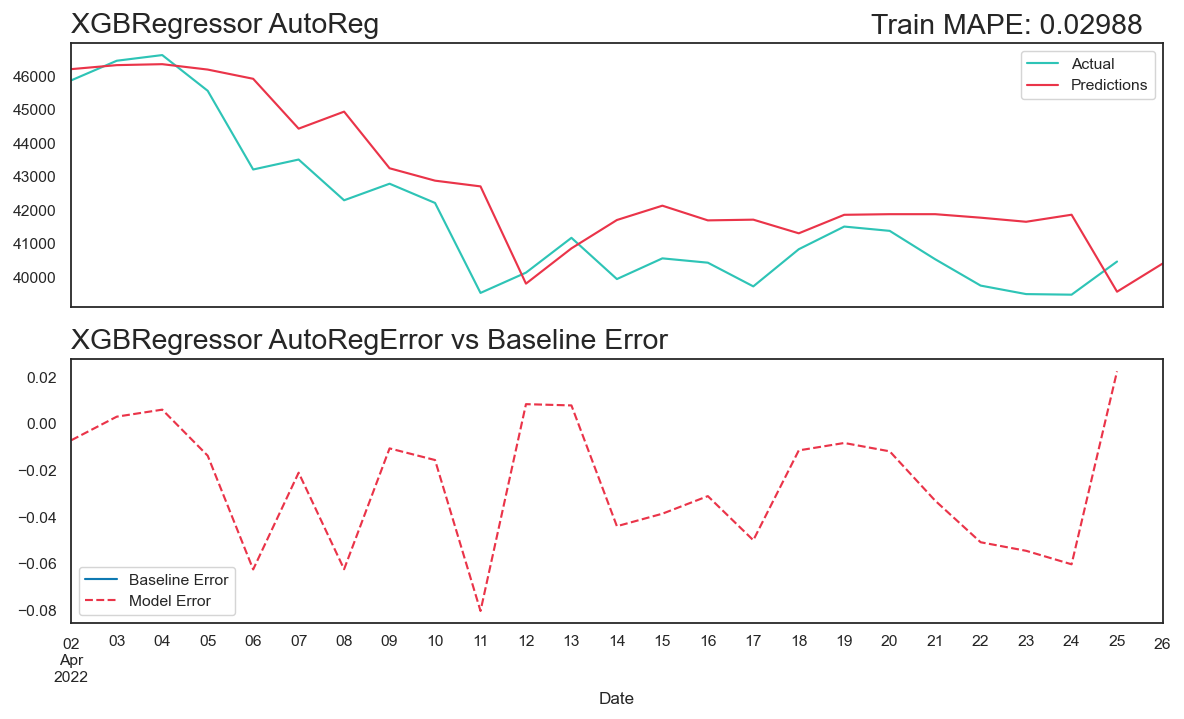 XGBRegressor AutoReg
Train MAPE: 0.02988
Actual
Predictions
46000
45000
44000
43000
42000
41000
40000
XGBRegressor AutoRegError vs Baseline Error
0.02
0.00
−0.02
−0.04
−0.06
−0.08
Baseline Error
Model Error
02 03 04 05 06 07 08 09 10 11 12 13 14 15 16 17 18 19 20 21 22 23 24 25 26
Apr
2022
Date